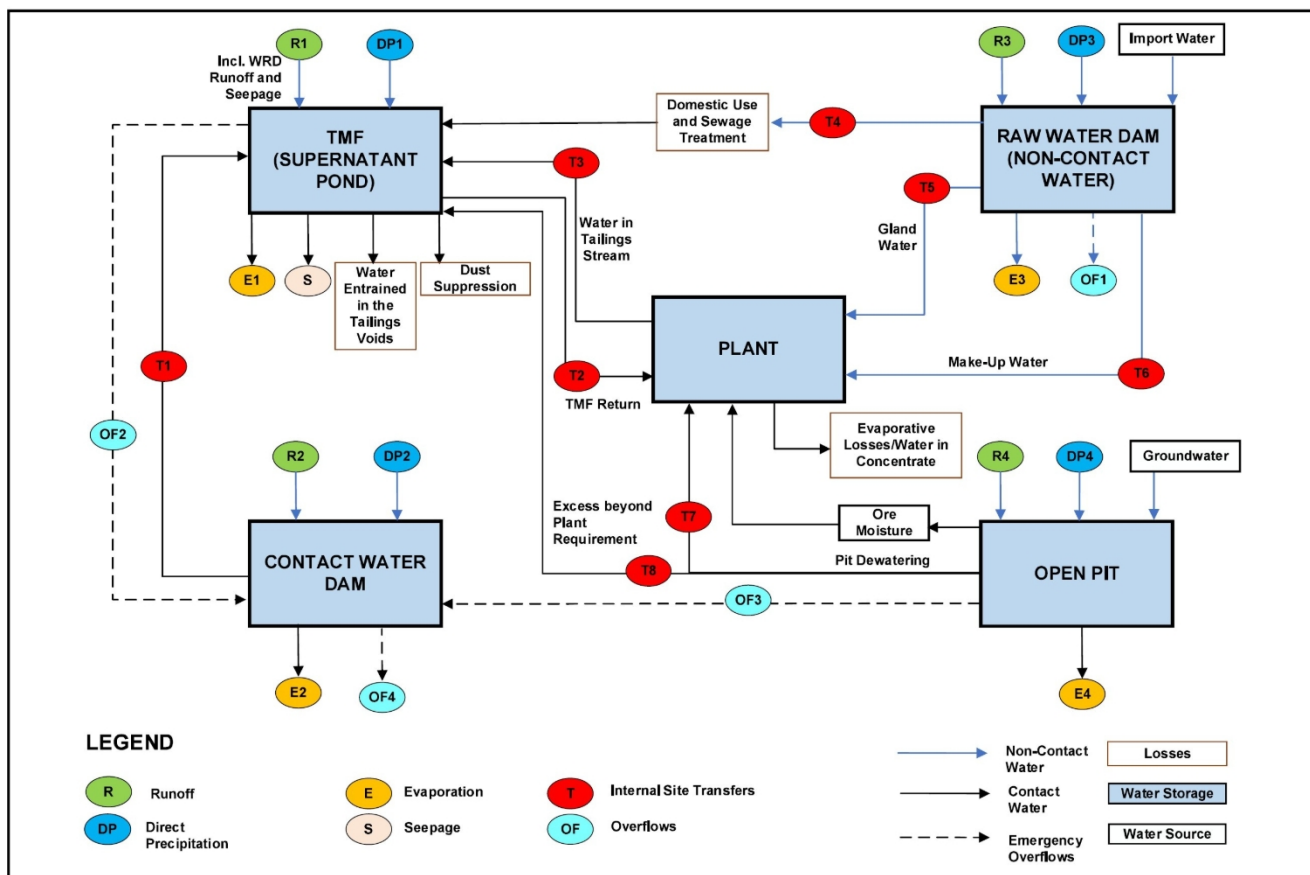 R1
DP1
R3
DP3
Import Water
Incl. WRD
Runoff and
Seepage
TMF
(SUPERNATANT
POND)
Domestic Use
and Sewage
Treatment
T4
RAW WATER DAM
(NON-CONTACT
WATER)
T3
T5
Water in
Tailings
Stream
Gland
Water
E1
S
Water
Entrained
in the
Tailings
Voids
Dust
Suppression
E3
OF1
PLANT
T1
T2
TMF Return
Make-Up Water
T6
OF2
R2
DP2
Evaporative
Losses/Water in
Concentrate
R4
DP4
Groundwater
Excess beyond
Plant
Requirement
T7
Ore
Moisture
CONTACT WATER
DAM
T8
Pit Dewatering
OPEN PIT
OF3
E2
OF4
E4
LEGEND
R
Runoff
E
Evaporation
T
Internal Site Transfers
Non-Contact
Water
Losses
DP
Direct
Precipitation
S
Seepage
OF
Overflows
Contact
Water
Water Storage
Emergency
Overflows
Water Source